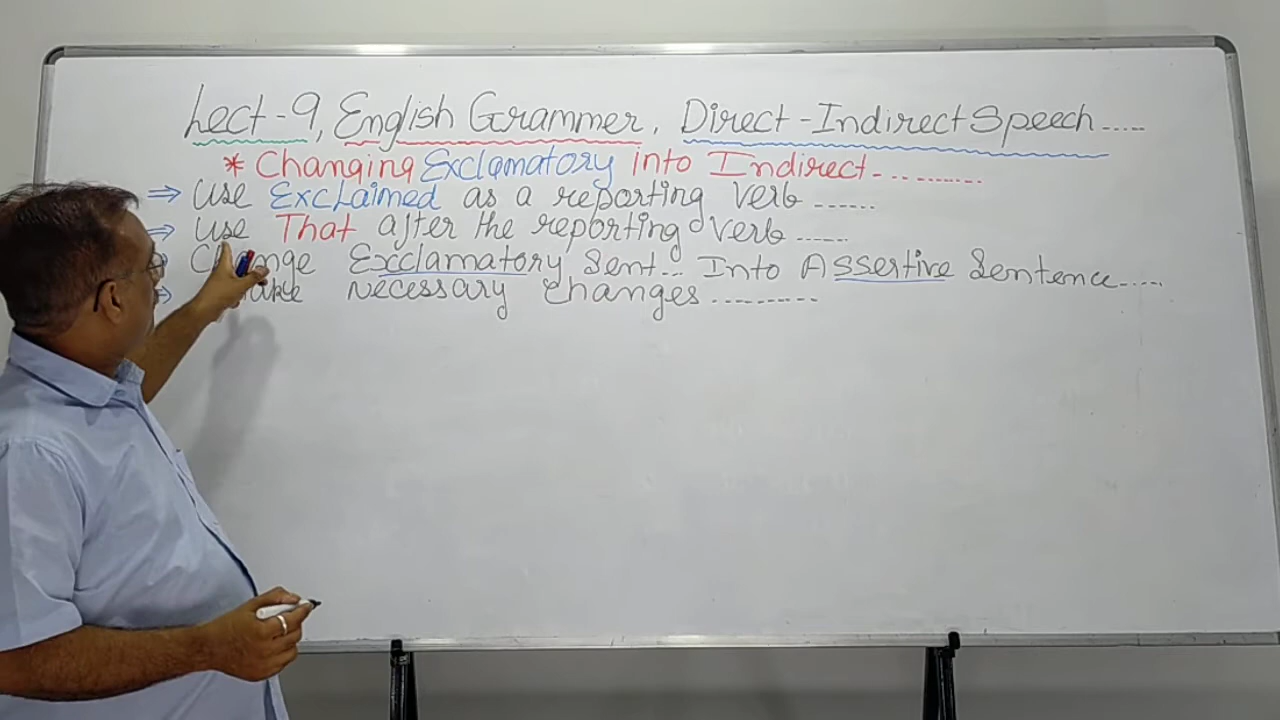 Lect-9, English Grammer, Direct-Indirect Speech.....
* Changing Exclamatory into Indirect..........
⇒ Use Exclaimed as a reporting verb ......
⇒ Use That after the reporting verb ......
Change Exclamatory Sent... Into Assertive Sentence.....
necessary changes..........